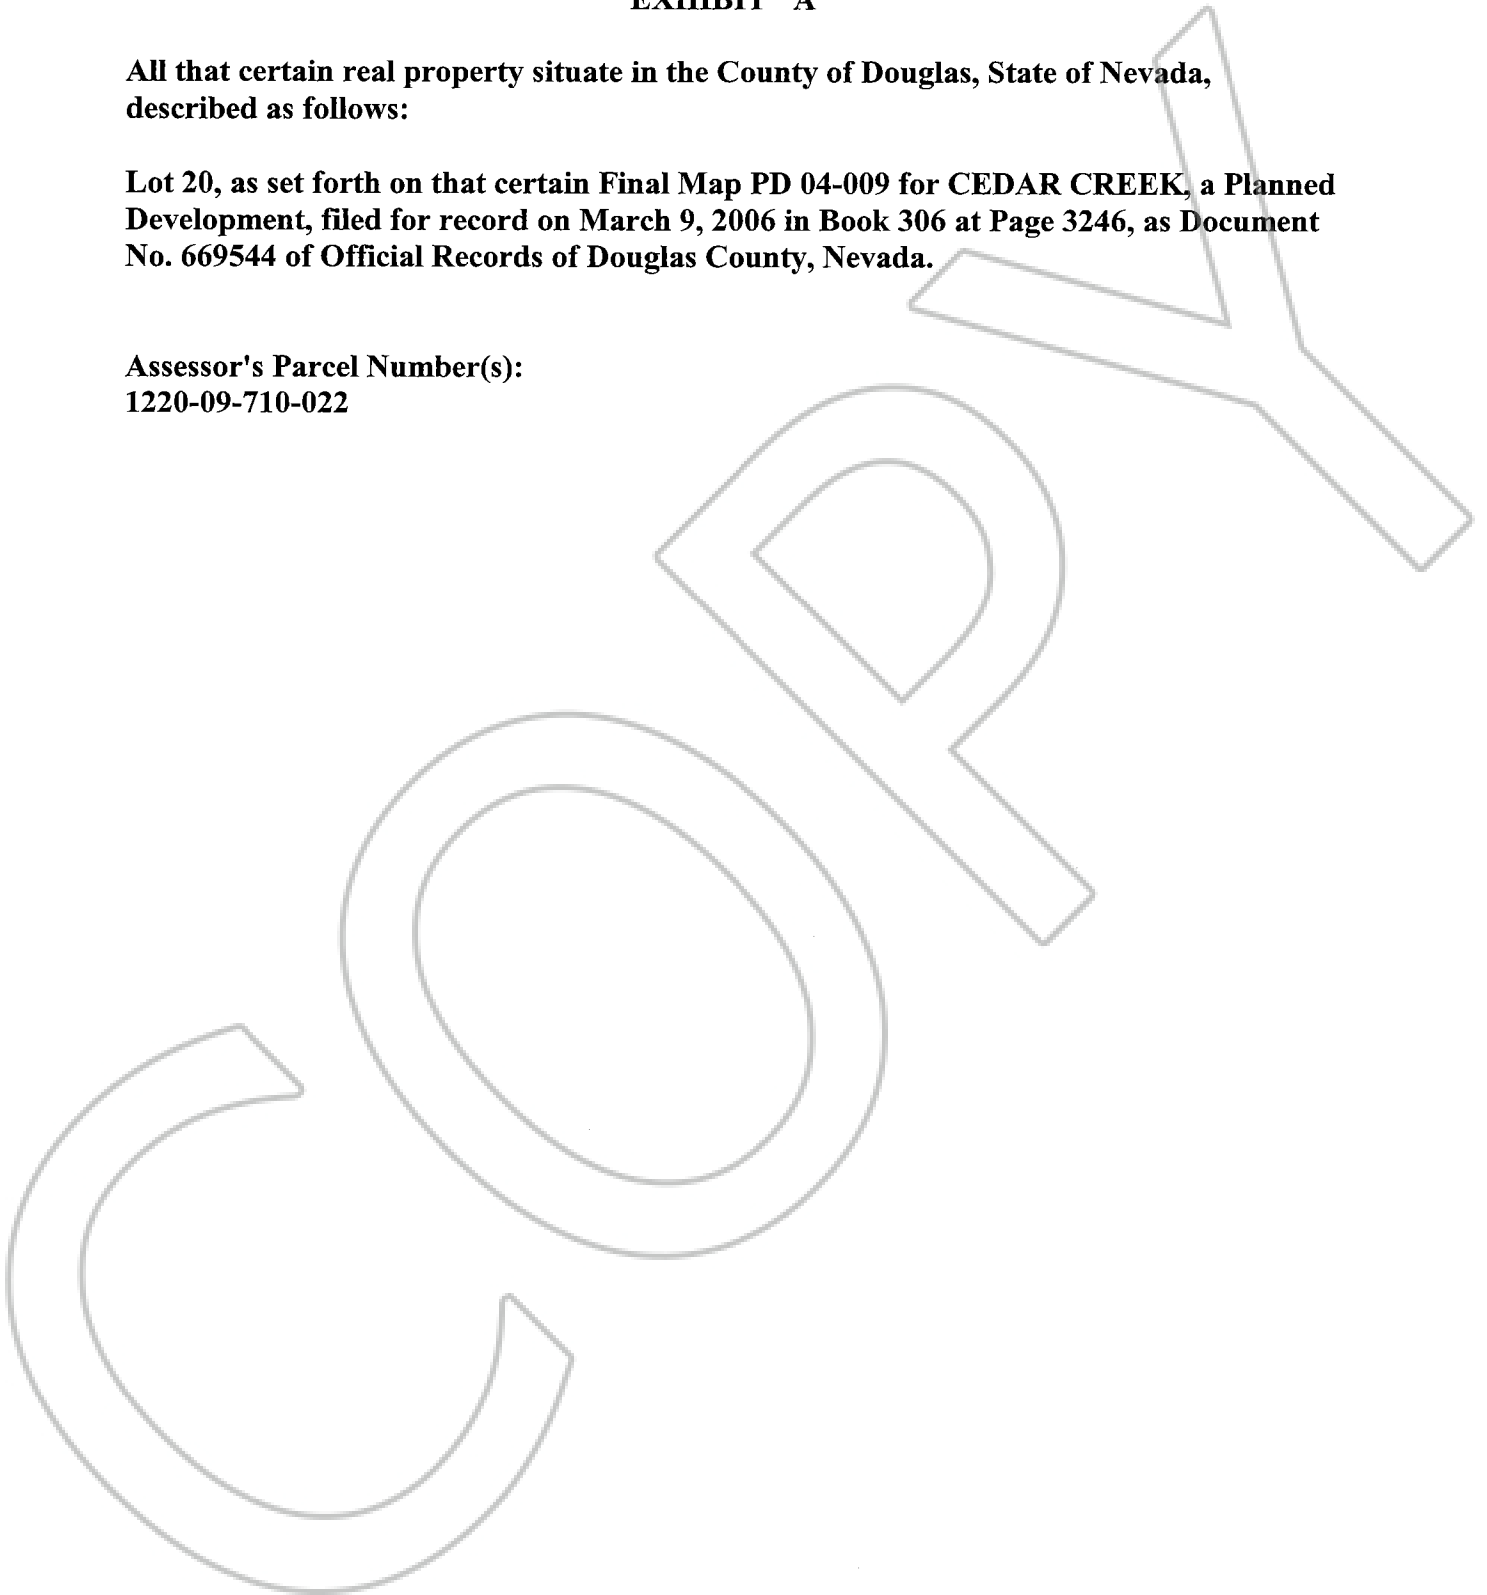 EXHIBIT "A"
All that certain real property situate in the County of Douglas, State of Nevada,
described as follows:
Lot 20, as set forth on that certain Final Map PD 04-009 for CEDAR CREEK, a Planned
Development, filed for record on March 9, 2006 in Book 306 at Page 3246, as Document
No. 669544 of Official Records of Douglas County, Nevada.
Assessor's Parcel Number(s):
1220-09-710-022
COPY